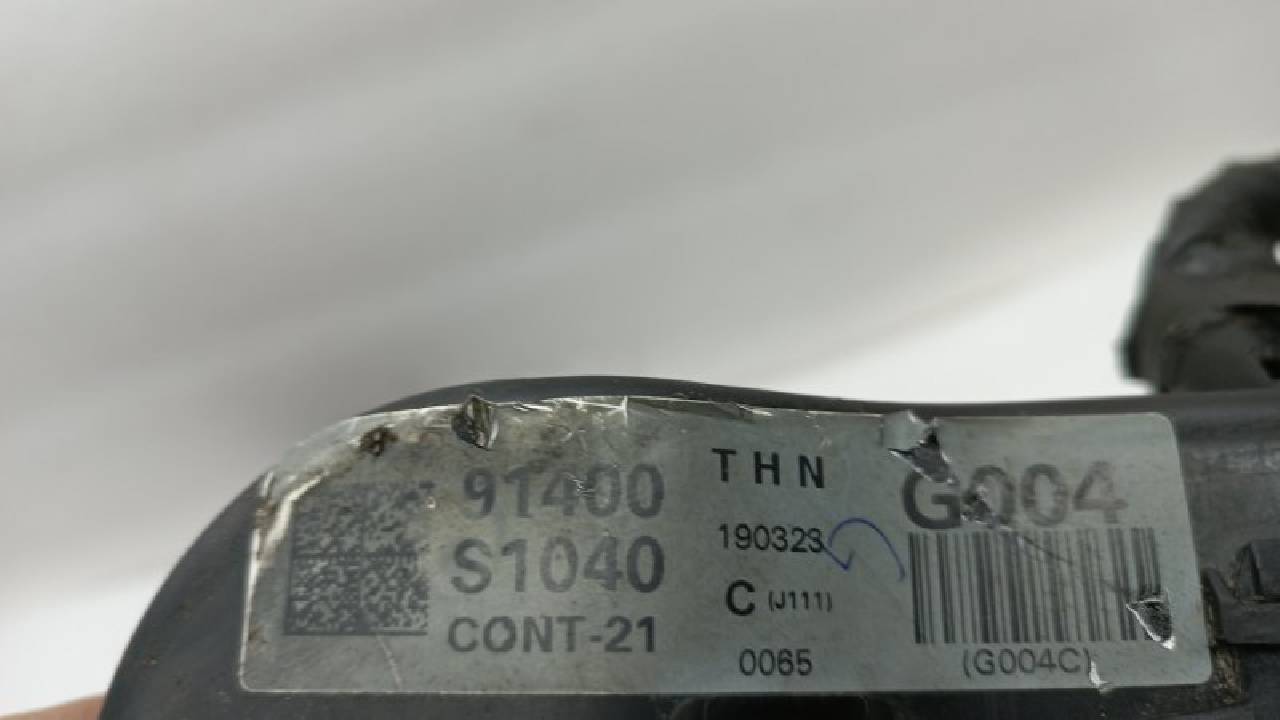 91400
S1040
CONT-21
THN
190323
C (J111)
0065
G004
(G004C)